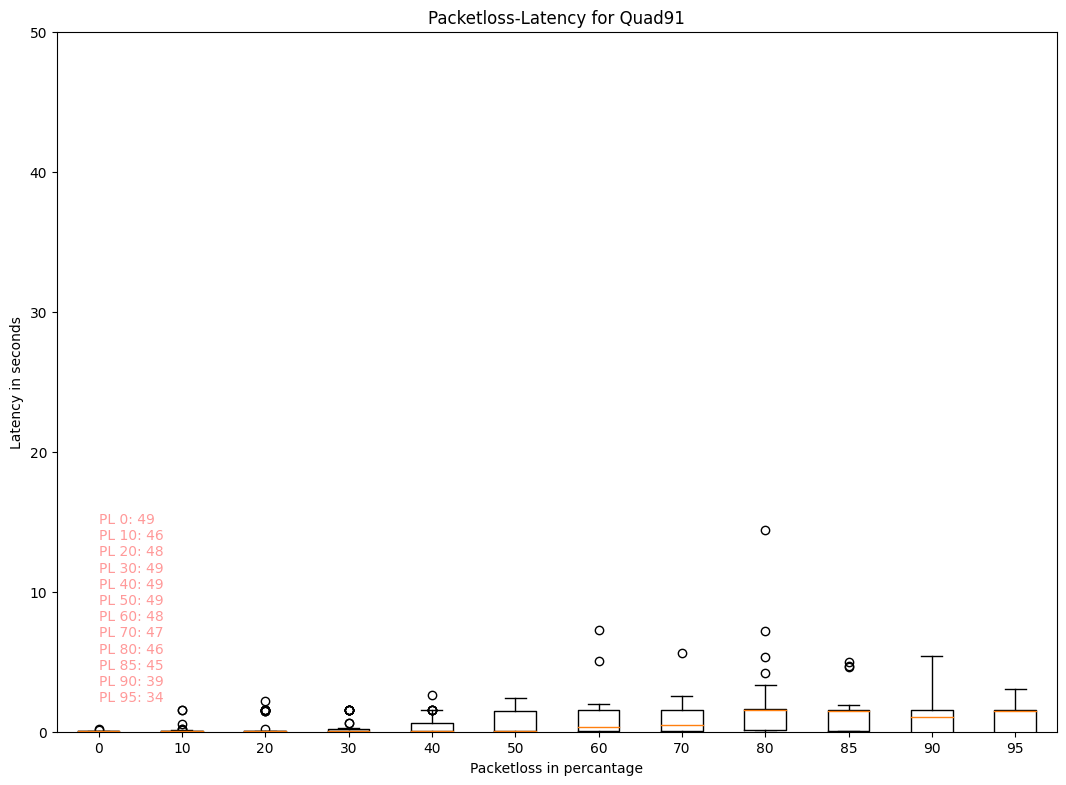 Packetloss-Latency for Quad91
50
40
30
20
10
0
Latency in seconds
PL 0: 49
PL 10: 46
PL 20: 48
PL 30: 49
PL 40: 49
PL 50: 49
PL 60: 48
PL 70: 47
PL 80: 46
PL 85: 45
PL 90: 39
PL 95: 34
0 10 20 30 40 50 60 70 80 85 90 95
Packetloss in percantage